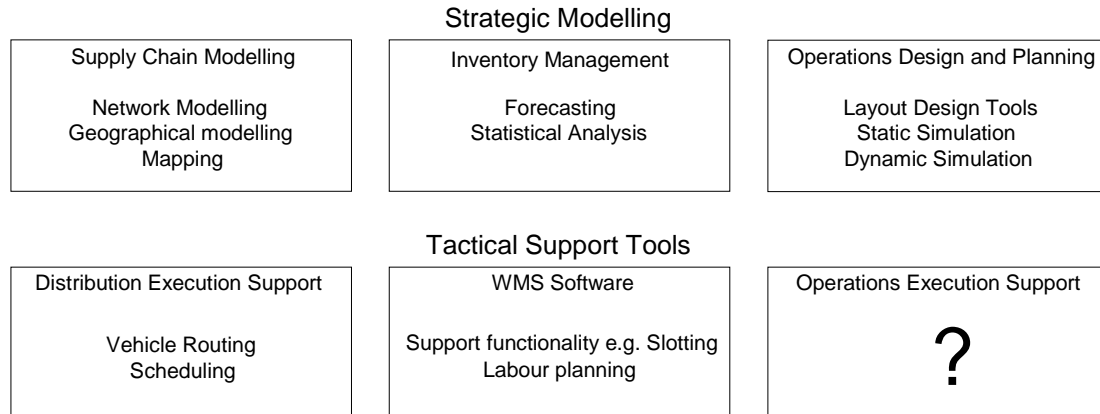 Strategic Modelling
Supply Chain Modelling
Network Modelling
Geographical modelling
Mapping
Inventory Management
Forecasting
Statistical Analysis
Operations Design and Planning
Layout Design Tools
Static Simulation
Dynamic Simulation
Tactical Support Tools
Distribution Execution Support
Vehicle Routing
Scheduling
WMS Software
Support functionality e.g. Slotting
Labour planning
Operations Execution Support
?